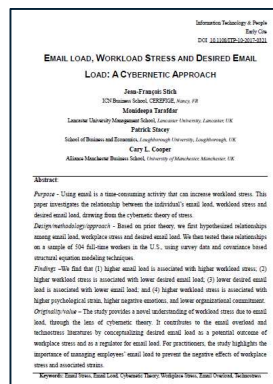 Information Technology & People
Early Cite
DOI 10.1108/ITP-10-2017-0321
EMAIL LOAD, WORKLOAD STRESS AND DESIRED EMAIL
LOAD: A CYBERNETIC APPROACH
Jean-François Stich
ICN Business School, CEREFIGE, Nancy, FR
Monideepa Tarafdar
Lancaster University Management School, Lancaster University, Lancaster, UK
Patrick Stacey
School of Business and Economics, Loughborough University, Loughborough, UK
Cary L. Cooper
Alliance Manchester Business School, University of Manchester, Manchester, UK
Abstract:
Purpose - Using email is a time-consuming activity that can increase workload stress. This
paper investigates the relationship between the individual's email load, workload stress and
desired email load, drawing from the cybernetic theory of stress.
Design/methodology/approach - Based on prior theory, we first hypothesized relationships
among email load, workplace stress and desired email load. We then tested these relationships
on a sample of 504 full-time workers in the U.S., using survey data and covariance based
structural equation modeling techniques.
Findings –We find that (1) higher email load is associated with higher workload stress; (2)
higher workload stress is associated with lower desired email load; (3) lower desired email
load is associated with lower email load; and (4) higher workload stress is associated with
higher psychological strain, higher negative emotions, and lower organizational commitment.
Originality/value – The study provides a novel understanding of workload stress due to email
load, through the lens of cybernetic theory. It contributes to the email overload and
technostress literatures by conceptualizing desired email load as a potential outcome of
workplace stress and as a regulator for email load. For practitioners, the study highlights the
importance of managing employees' email load to prevent the negative effects of workplace
stress and associated strains.
Keywords: Email Stress, Email Load, Cybernetic Theory, Workplace Stress, Email Overload, Technostress